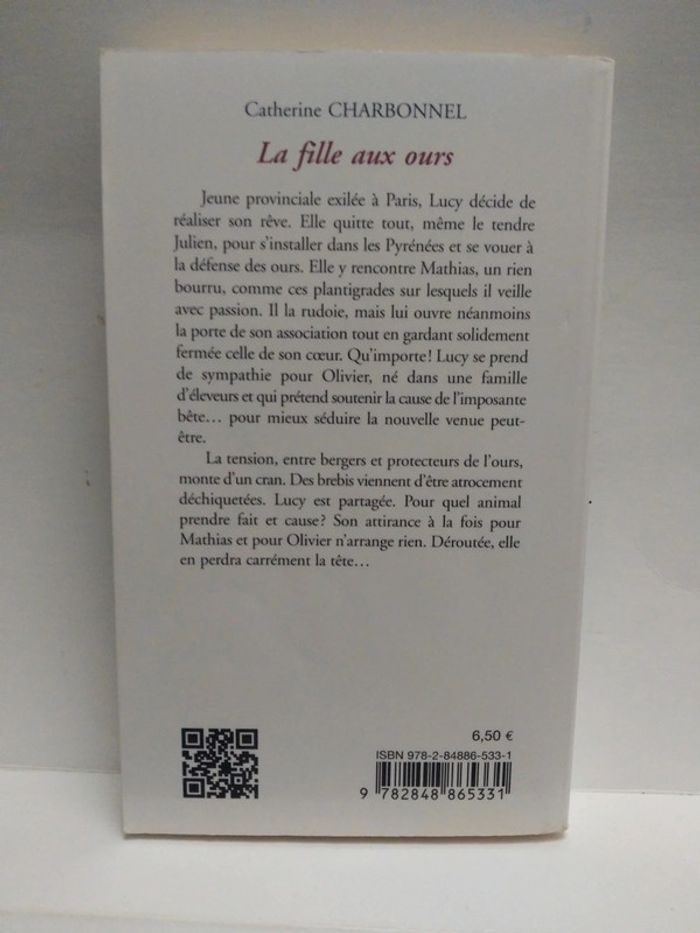 Catherine CHARBONNEL
La fille aux ours
Jeune provinciale exilée à Paris, Lucy décide de
réaliser son rêve. Elle quitte tout, même le tendre
Julien, pour s'installer dans les Pyrénées et se vouer à
la défense des ours. Elle y rencontre Mathias, un rien
bourru, comme ces plantigrades sur lesquels il veille
avec passion. Il la rudoie, mais lui ouvre néanmoins
la porte de son association tout en gardant solidement
fermée celle de son cœur. Qu'importe ! Lucy se prend
de sympathie pour Olivier, né dans une famille
d'éleveurs et qui prétend soutenir la cause de l'imposante
bête… pour mieux séduire la nouvelle venue peut-
être.
La tension, entre bergers et protecteurs de l'ours,
monte d'un cran. Des brebis viennent d'être atrocement
déchiquetées. Lucy est partagée. Pour quel animal
prendre fait et cause ? Son attirance à la fois pour
Mathias et pour Olivier n'arrange rien. Déroutée, elle
en perdra carrément la tête…
6,50 €
ISBN 978-2-84886-533-1
9 782848 865331